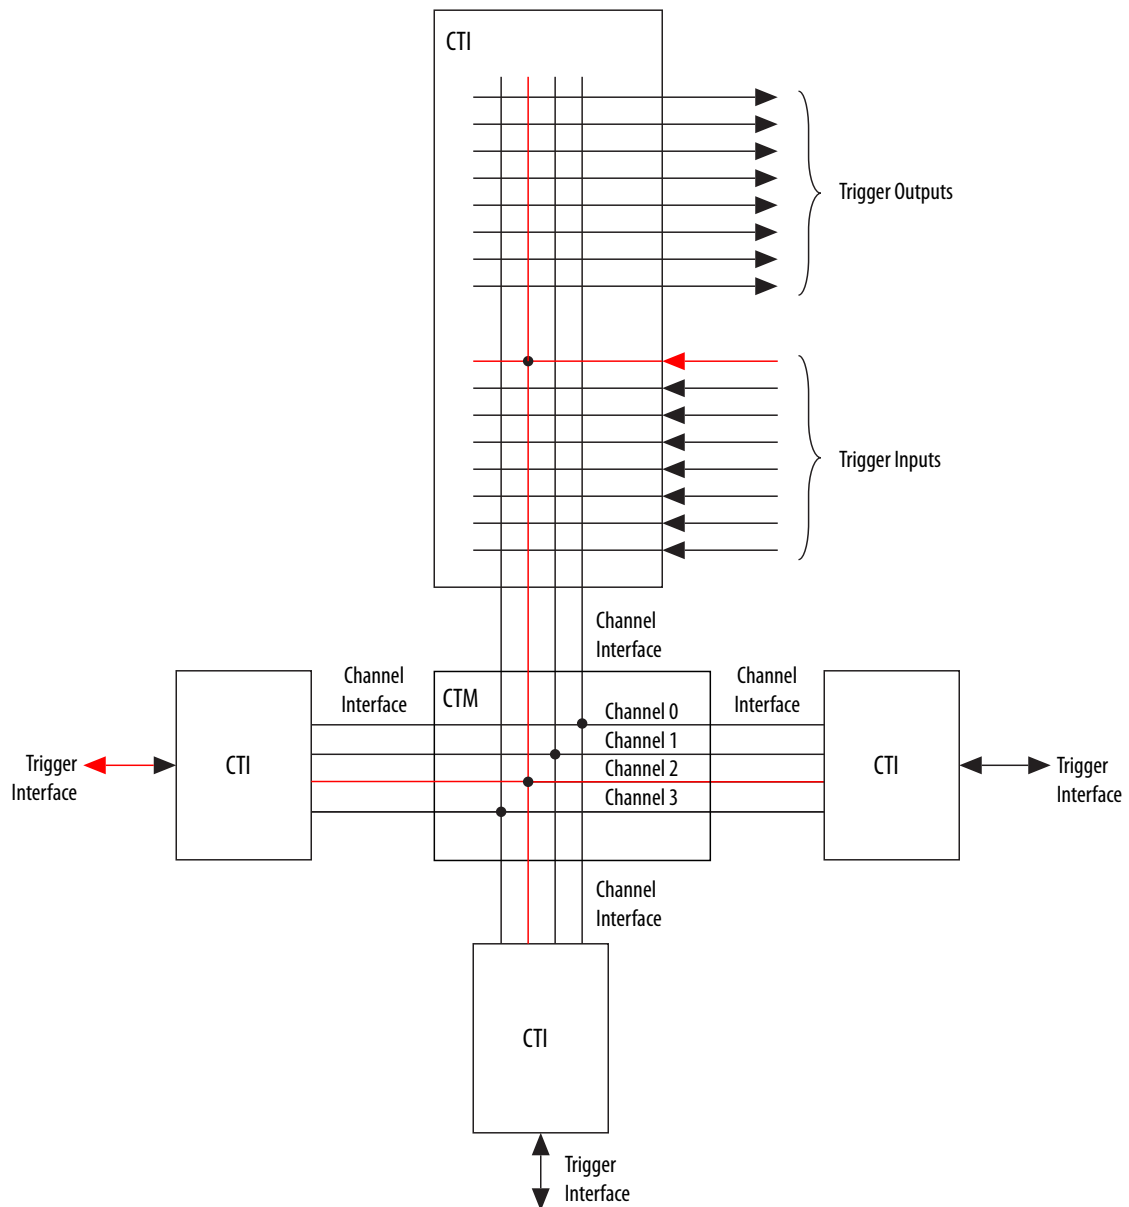 CTI
Trigger Outputs
Trigger Inputs
Channel
Interface
Channel
Interface
CTM
Channel 0
Channel 1
Channel 2
Channel 3
Channel
Interface
Trigger
Interface
CTI
CTI
Trigger
Interface
Channel
Interface
CTI
Trigger
Interface